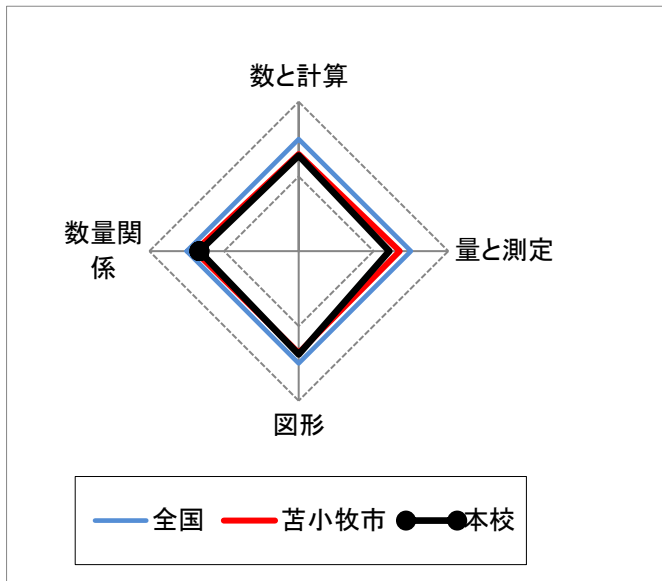 数と計算
数量関
係
量と測定
図形
全国 苫小牧市 本校